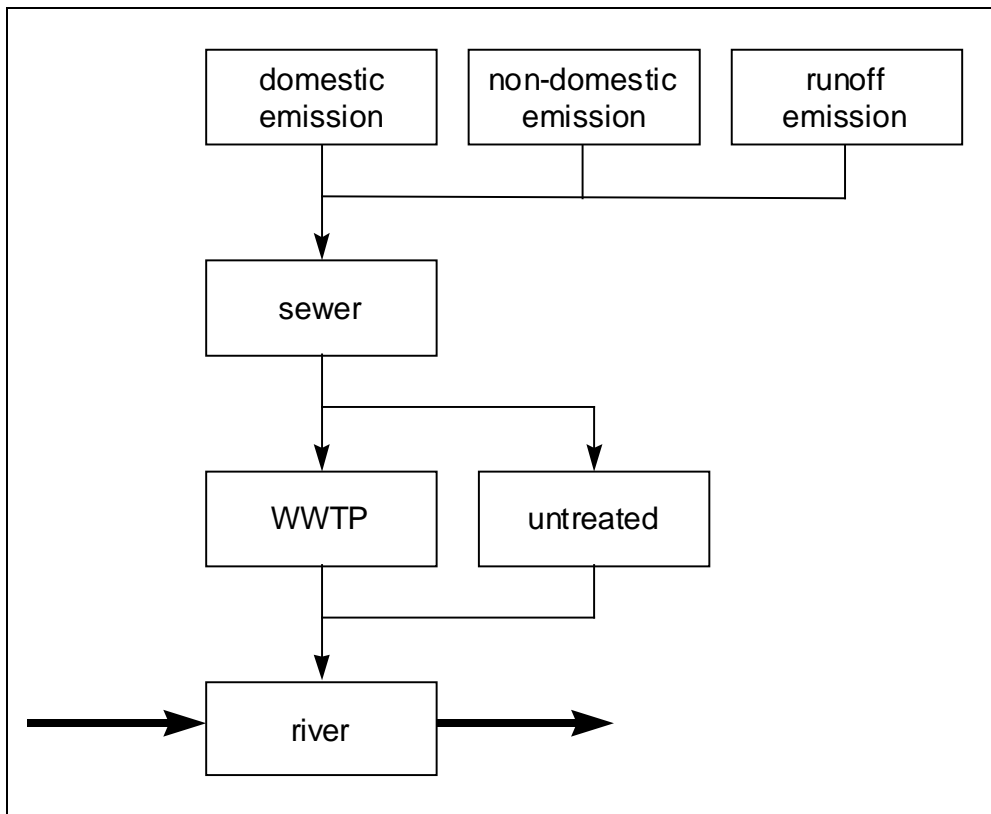 domestic
emission
non-domestic
emission
runoff
emission
sewer
WWTP
untreated
river